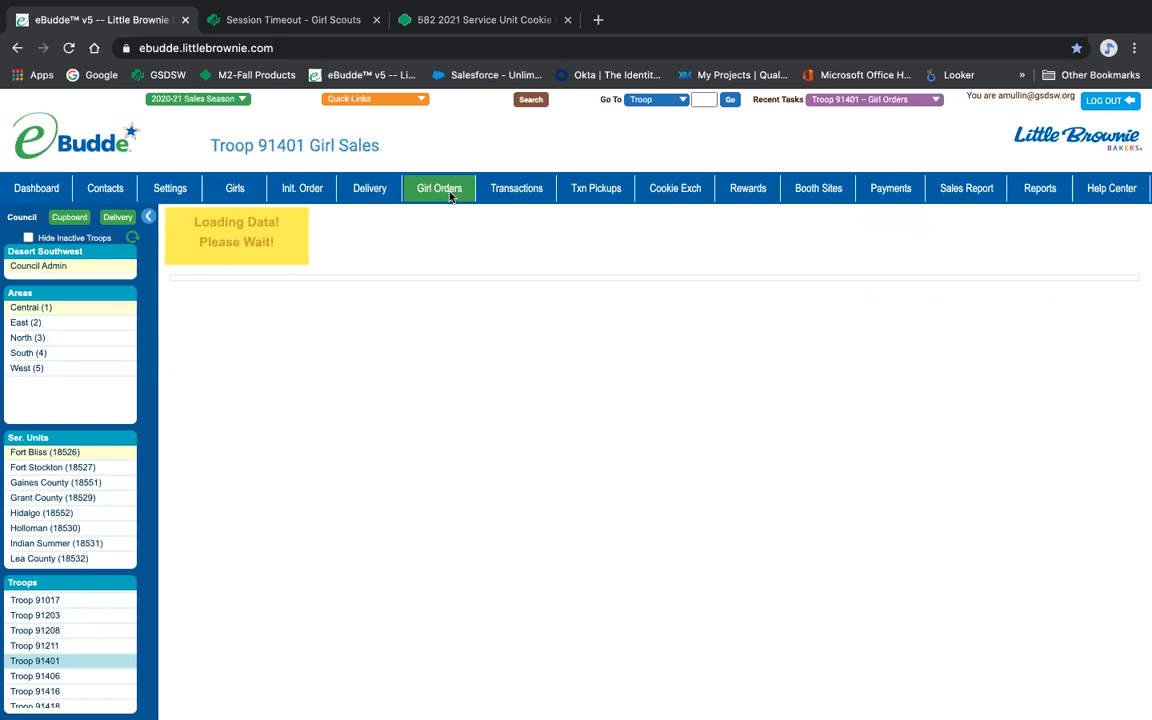 eBudde™ v5 -- Little Brownie
Session Timeout - Girl Scouts
582 2021 Service Unit Cookie
ebudde.littlebrownie.com
Apps
Google
GSDSW
M2-Fall Products
eBudde™ v5 -- Li...
Salesforce - Unlim...
Okta | The Identit...
XM My Projects | Qual...
Microsoft Office H...
Looker
»
Other Bookmarks
2020-21 Sales Season
Quick Links
Search
Go To
Troop
Go
Recent Tasks
Troop 91401 -- Girl Orders
You are amullin@gsdsw.org
LOG OUT
eBudde
Troop 91401 Girl Sales.
Little Brownie
BAKERS
Dashboard
Contacts
Settings
Girls
Init. Order
Delivery
Girl Orders
Transactions
Txn Pickups
Cookie Exch
Rewards
Booth Sites
Payments
Sales Report
Reports
Help Center
Council
Cupboard
Delivery
Hide Inactive Troops
Desert Southwest
Council Admin
Areas
Central (1)
East (2)
North (3)
South (4)
West (5)
Ser. Units
Fort Bliss (18526)
Fort Stockton (18527)
Gaines County (18551)
Grant County (18529)
Hidalgo (18552)
Holloman (18530)
Indian Summer (18531)
Lea County (18532)
Troops
Troop 91017
Troop 91203
Troop 91208
Troop 91211
Troop 91401
Troop 91406
Troop 91416
Troop 91418
Loading Data!
Please Wait!